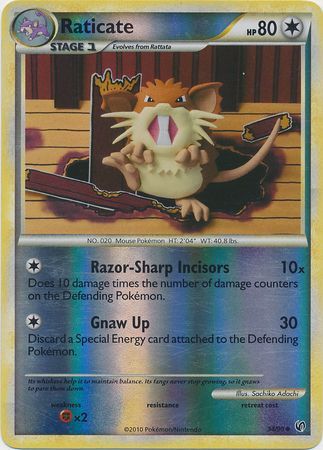 Raticate
HP 80
STAGE 1
Evolves from Rattata
NO. 020 Mouse Pokémon HT: 2'04" WT: 40.8 lbs.
Razor-Sharp Incisors 10x
Does 10 damage times the number of damage counters
on the Defending Pokémon.
Gnaw Up 30
Discard a Special Energy card attached to the Defending
Pokémon.
Its whiskers help it to maintain balance. Its fangs never stop growing, so it gnaws
to pare them down.
Illus. Sachiko Adachi
weakness resistance retreat cost
×2
©2010 Pokémon/Nintendo